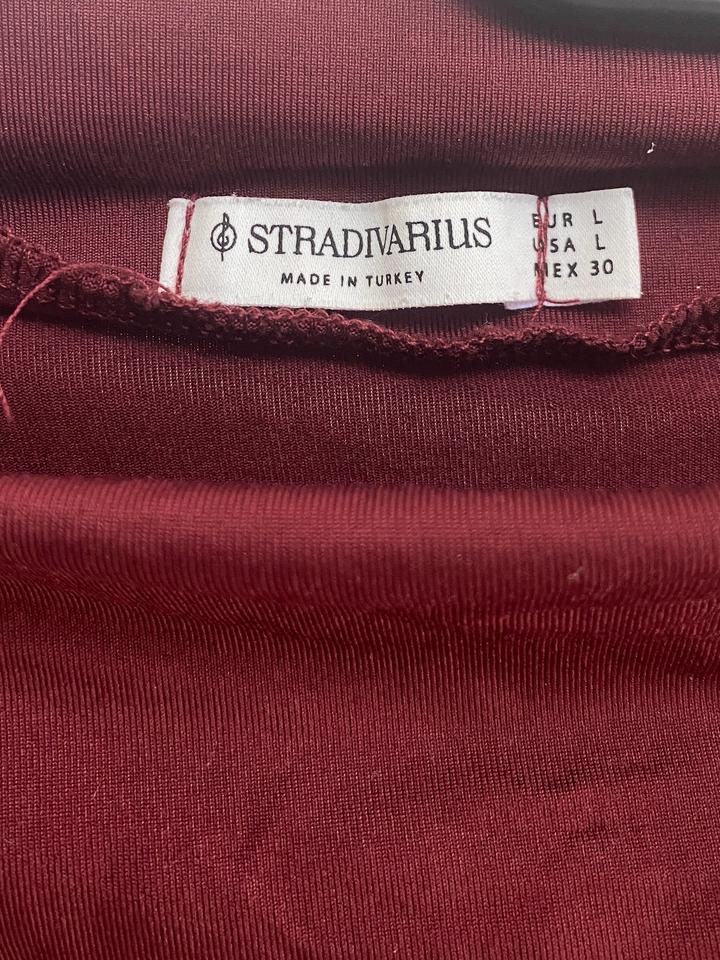 STRADIVARIUS
MADE IN TURKEY
EUR L
USA L
MEX 30